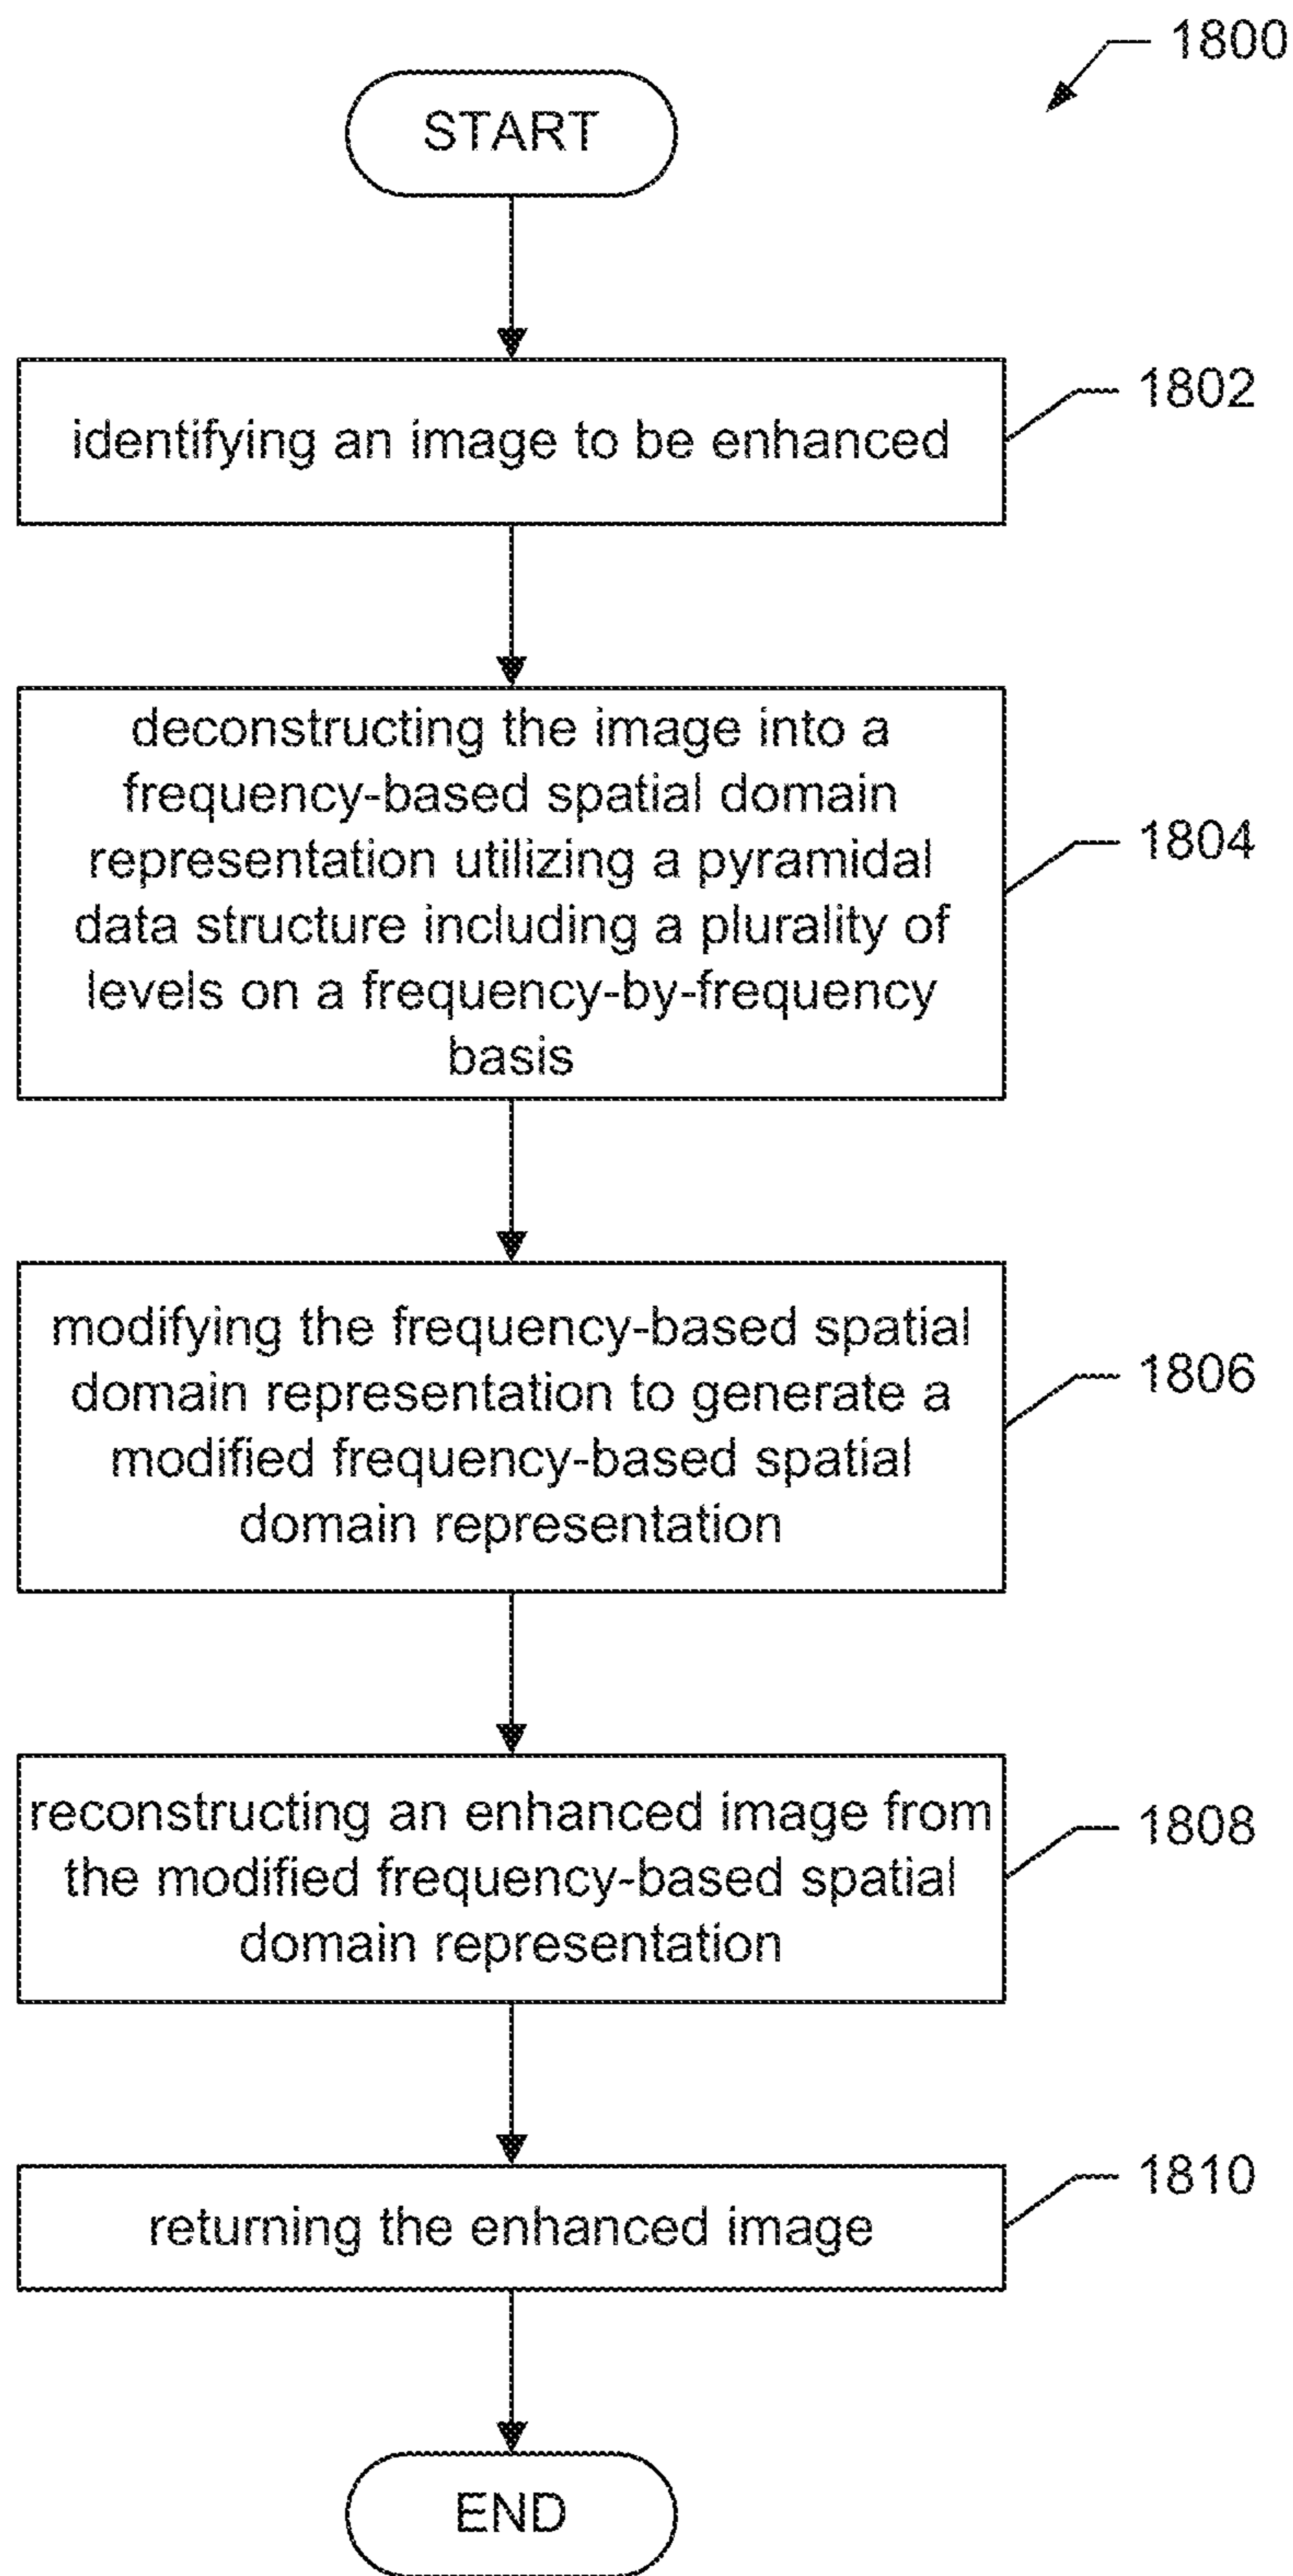 1800
START
identifying an image to be enhanced
1802
deconstructing the image into a
frequency-based spatial domain
representation utilizing a pyramidal
data structure including a plurality of
levels on a frequency-by-frequency
basis
1804
modifying the frequency-based spatial
domain representation to generate a
modified frequency-based spatial
domain representation
1806
reconstructing an enhanced image from
the modified frequency-based spatial
domain representation
1808
returning the enhanced image
1810
END